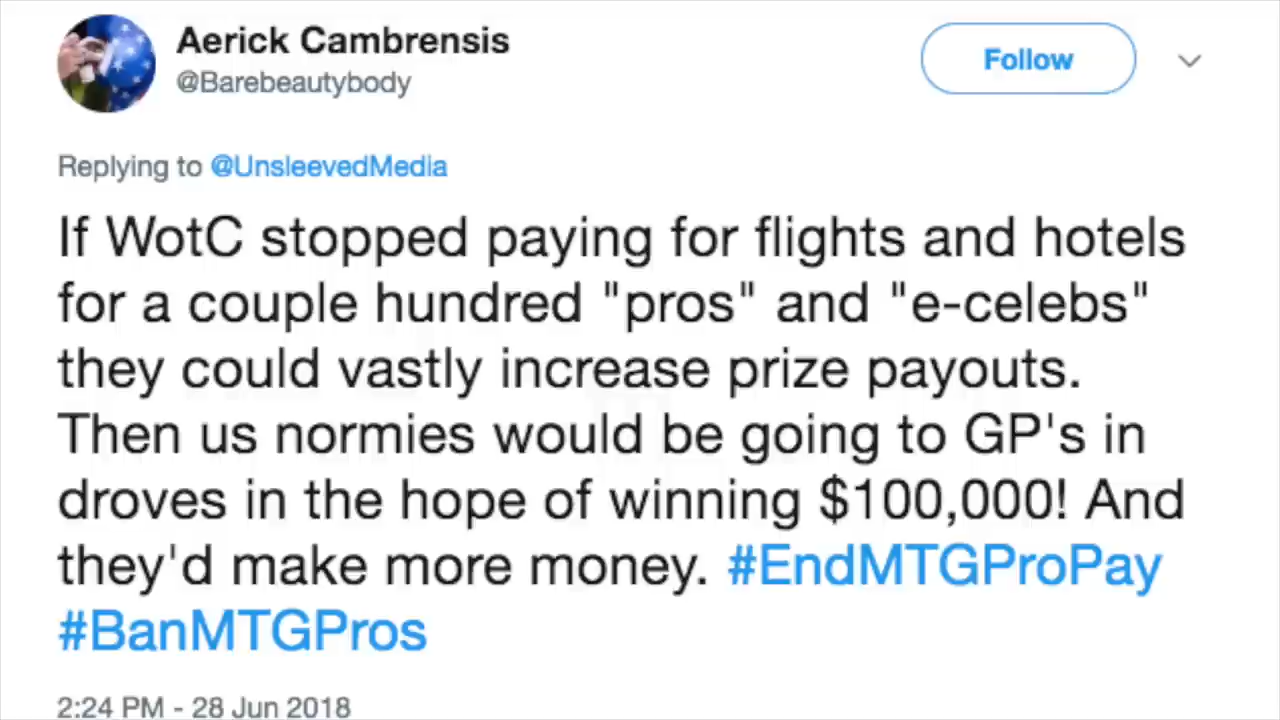 Aerick Cambrensis
@Barebeautybody
Follow
Replying to @UnsleevedMedia
If WotC stopped paying for flights and hotels
for a couple hundred "pros" and "e-celebs"
they could vastly increase prize payouts.
Then us normies would be going to GP's in
droves in the hope of winning $100,000! And
they'd make more money. #EndMTGProPay
#BanMTGPros
2:24 PM - 28 Jun 2018